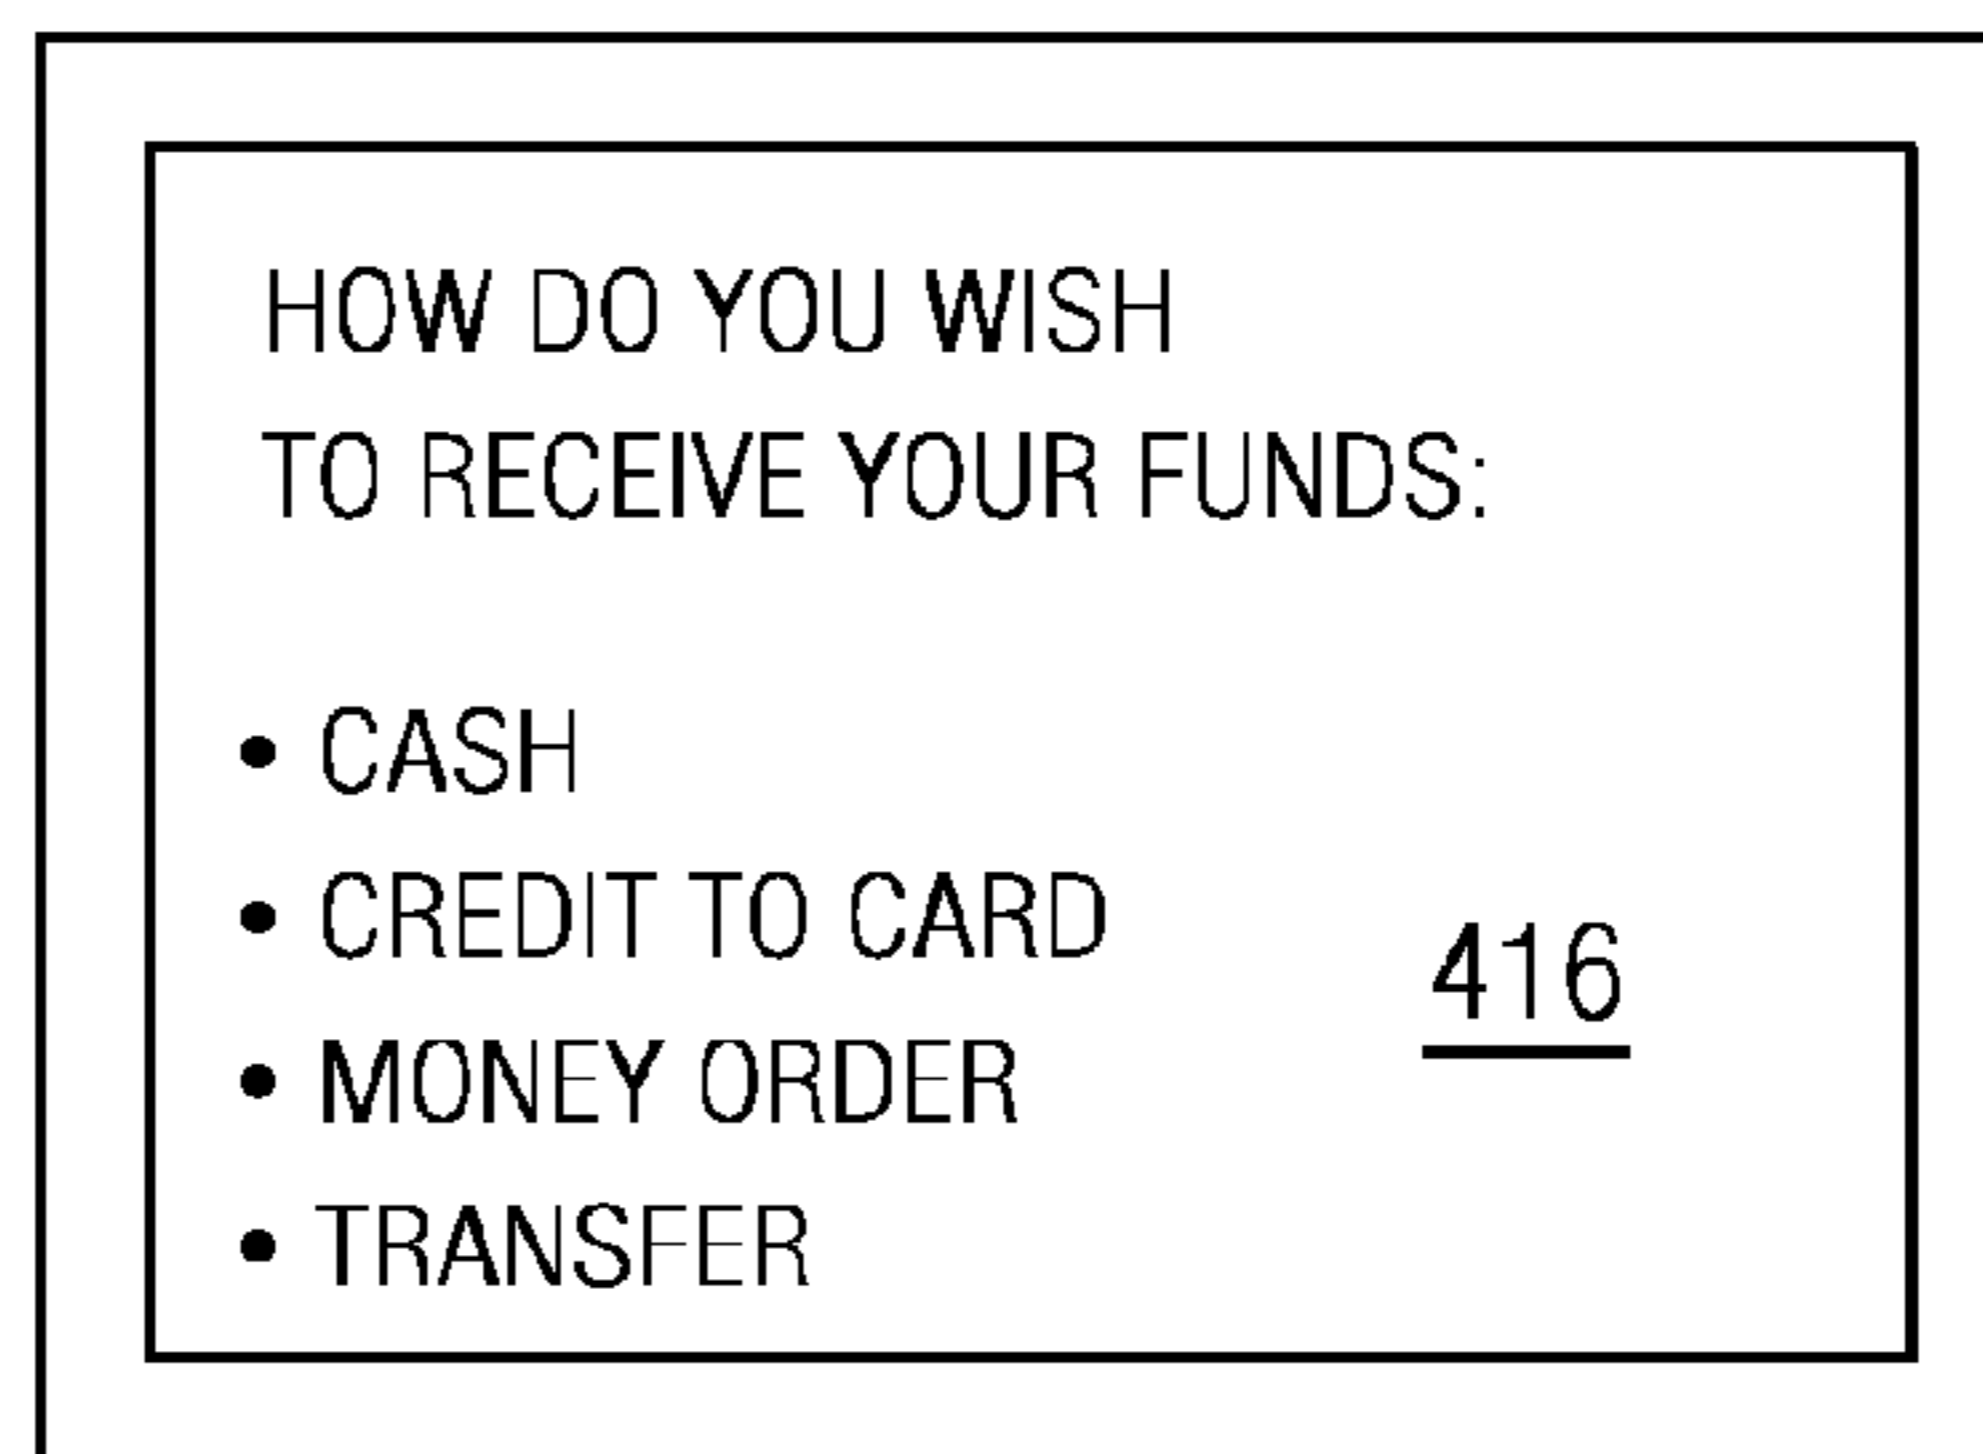 HOW DO YOU WISH
TO RECEIVE YOUR FUNDS:
• CASH
• CREDIT TO CARD
• MONEY ORDER
• TRANSFER
416